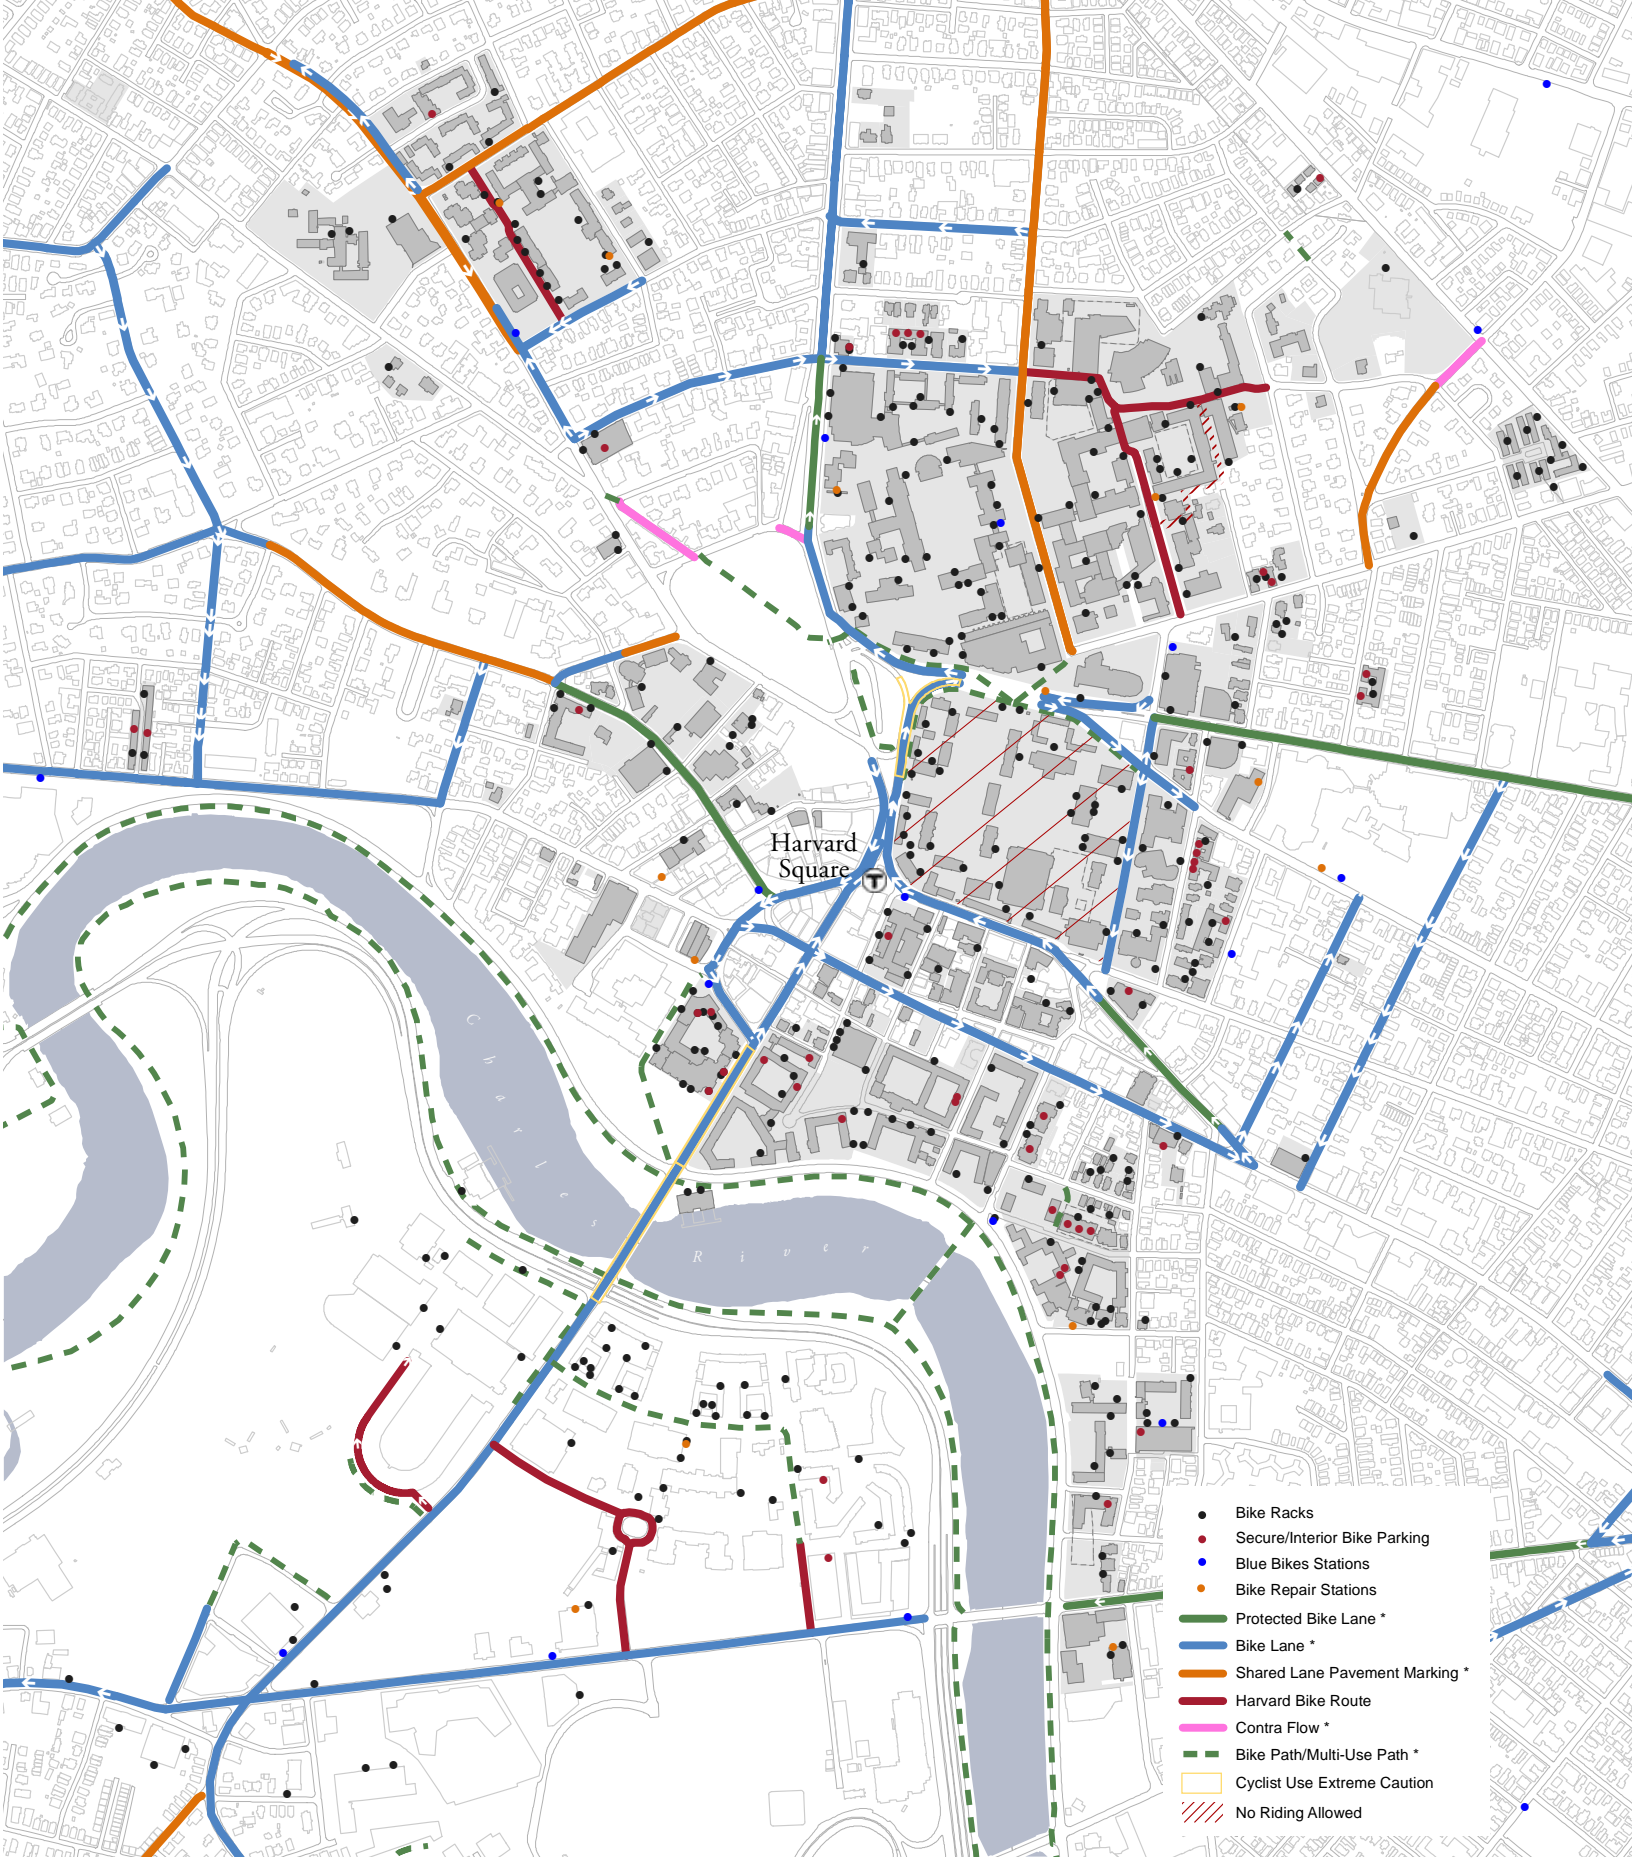 Harvard
Square
T
Charles
River
Bike Racks
Secure/Interior Bike Parking
Blue Bikes Stations
Bike Repair Stations
Protected Bike Lane *
Bike Lane *
Shared Lane Pavement Marking *
Harvard Bike Route
Contra Flow *
Bike Path/Multi-Use Path *
Cyclist Use Extreme Caution
No Riding Allowed